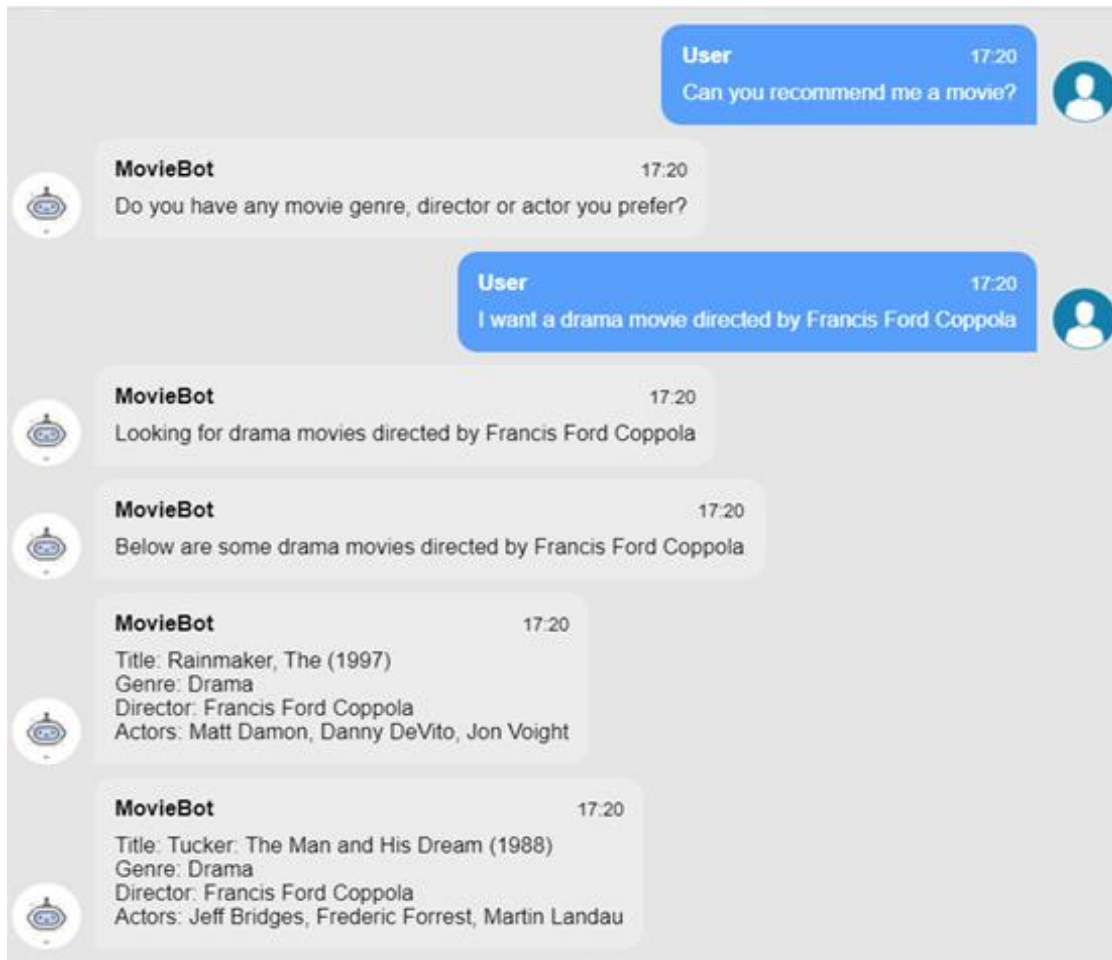 User 17:20
Can you recommend me a movie?
MovieBot 17:20
Do you have any movie genre, director or actor you prefer?
User 17:20
I want a drama movie directed by Francis Ford Coppola
MovieBot 17:20
Looking for drama movies directed by Francis Ford Coppola
MovieBot 17:20
Below are some drama movies directed by Francis Ford Coppola
MovieBot 17:20
Title: Rainmaker, The (1997)
Genre: Drama
Director: Francis Ford Coppola
Actors: Matt Damon, Danny DeVito, Jon Voight
MovieBot 17:20
Title: Tucker: The Man and His Dream (1988)
Genre: Drama
Director: Francis Ford Coppola
Actors: Jeff Bridges, Frederic Forrest, Martin Landau